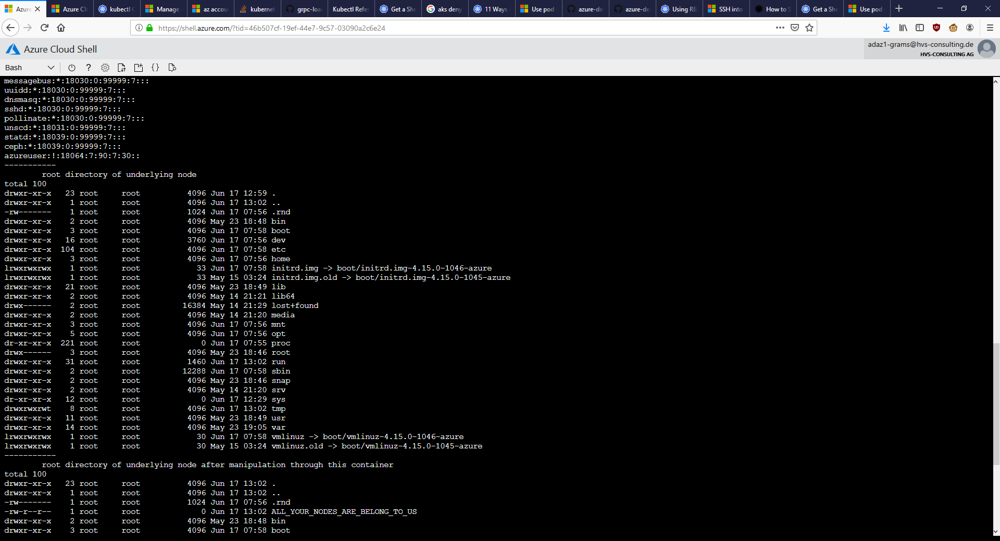 Azure
Azure Cl
kubectl C
Manage
az accou
kubernet
grpc-loa
Kubectl Refer
Get a She
aks deny
11 Ways
Use pod
azure-do
azure-do
Using RB
SSH into
How to S
Get a She
Use pod
https://shell.azure.com/?tid=46b507cf-19ef-44e7-9c57-03090a2c6e24
Azure Cloud Shell
adaz1-grams@hvs-consulting.de
HVS-CONSULTING AG
Bash
messagebus:*:18030:0:99999:7:::
uuidd:*:18030:0:99999:7:::
dnsmasq:*:18030:0:99999:7:::
sshd:*:18030:0:99999:7:::
pollinate:*:18030:0:99999:7:::
unscd:*:18031:0:99999:7:::
statd:*:18039:0:99999:7:::
ceph:*:18039:0:99999:7:::
azureuser:!:18064:7:90:7:30::
-----------
root directory of underlying node
total 100
drwxr-xr-x 23 root root 4096 Jun 17 12:59 .
drwxr-xr-x 1 root root 4096 Jun 17 13:02 ..
-rw------- 1 root root 1024 Jun 17 07:56 .rnd
drwxr-xr-x 2 root root 4096 May 23 18:48 bin
drwxr-xr-x 3 root root 4096 Jun 17 07:58 boot
drwxr-xr-x 16 root root 3760 Jun 17 07:56 dev
drwxr-xr-x 104 root root 4096 Jun 17 07:58 etc
drwxr-xr-x 3 root root 4096 Jun 17 07:56 home
lrwxrwxrwx 1 root root 33 Jun 17 07:58 initrd.img -> boot/initrd.img-4.15.0-1046-azure
lrwxrwxrwx 1 root root 33 May 15 03:24 initrd.img.old -> boot/initrd.img-4.15.0-1045-azure
drwxr-xr-x 21 root root 4096 May 23 18:49 lib
drwxr-xr-x 2 root root 4096 May 14 21:21 lib64
drwx------ 2 root root 16384 May 14 21:29 lost+found
drwxr-xr-x 2 root root 4096 May 14 21:20 media
drwxr-xr-x 3 root root 4096 Jun 17 07:56 mnt
drwxr-xr-x 5 root root 4096 Jun 17 07:56 opt
dr-xr-xr-x 221 root root 0 Jun 17 07:55 proc
drwx------ 3 root root 4096 May 23 18:46 root
drwxr-xr-x 31 root root 1460 Jun 17 13:02 run
drwxr-xr-x 2 root root 12288 Jun 17 07:58 sbin
drwxr-xr-x 2 root root 4096 May 23 18:46 snap
drwxr-xr-x 2 root root 4096 May 14 21:20 srv
dr-xr-xr-x 12 root root 0 Jun 17 12:29 sys
drwxrwxrwt 8 root root 4096 Jun 17 13:02 tmp
drwxr-xr-x 11 root root 4096 May 23 18:49 usr
drwxr-xr-x 14 root root 4096 May 23 19:05 var
lrwxrwxrwx 1 root root 30 Jun 17 07:58 vmlinuz -> boot/vmlinuz-4.15.0-1046-azure
lrwxrwxrwx 1 root root 30 May 15 03:24 vmlinuz.old -> boot/vmlinuz-4.15.0-1045-azure
-----------
root directory of underlying node after manipulation through this container
total 100
drwxr-xr-x 23 root root 4096 Jun 17 13:02 .
drwxr-xr-x 1 root root 4096 Jun 17 13:02 ..
-rw------- 1 root root 1024 Jun 17 07:56 .rnd
-rw-r--r-- 1 root root 0 Jun 17 13:02 ALL_YOUR_NODES_ARE_BELONG_TO_US
drwxr-xr-x 2 root root 4096 May 23 18:48 bin
drwxr-xr-x 3 root root 4096 Jun 17 07:58 boot